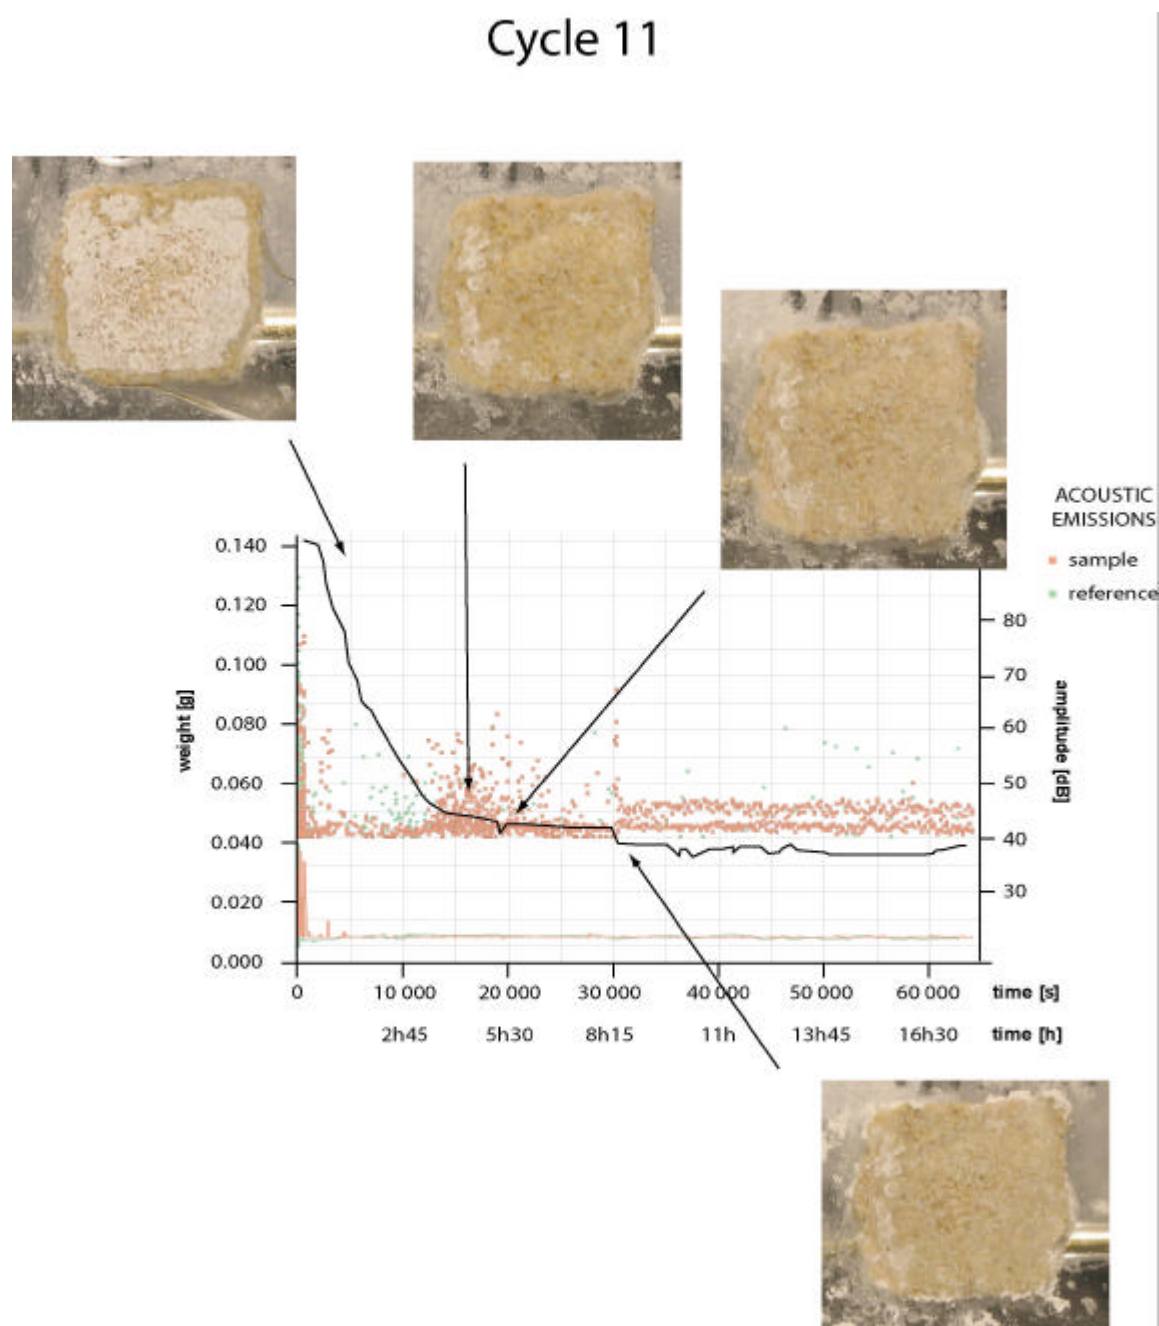 Cycle 11
ACOUSTIC
EMISSIONS
sample
reference
0.140
0.120
0.100
0.080
0.060
0.040
0.020
0.000
weight [g]
80
70
60
50
40
30
amplitude [dB]
0 10 000 20 000 30 000 40 000 50 000 60 000 time [s]
2h45 5h30 8h15 11h 13h45 16h30 time [h]